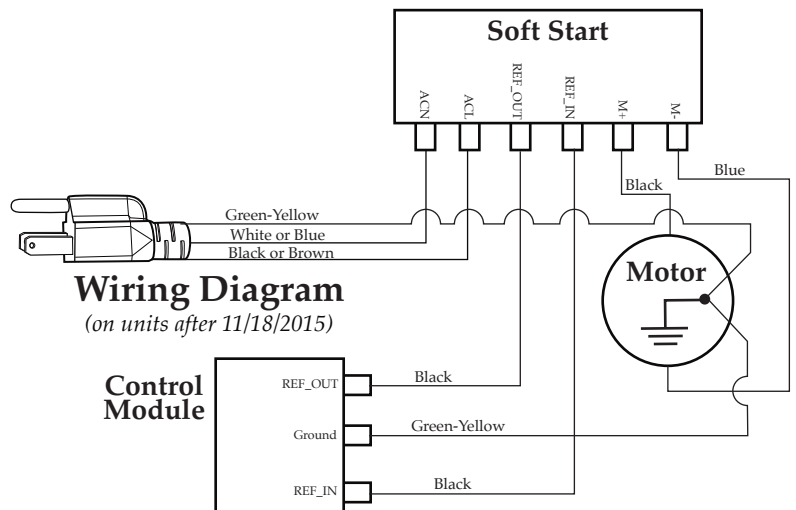 Soft Start
ACN
ACL
REF_OUT
REF_IN
M+
M-
Black
Blue
Green-Yellow
White or Blue
Black or Brown
Motor
Wiring Diagram
(on units after 11/18/2015)
Control
Module
REF_OUT
Black
Ground
Green-Yellow
REF_IN
Black